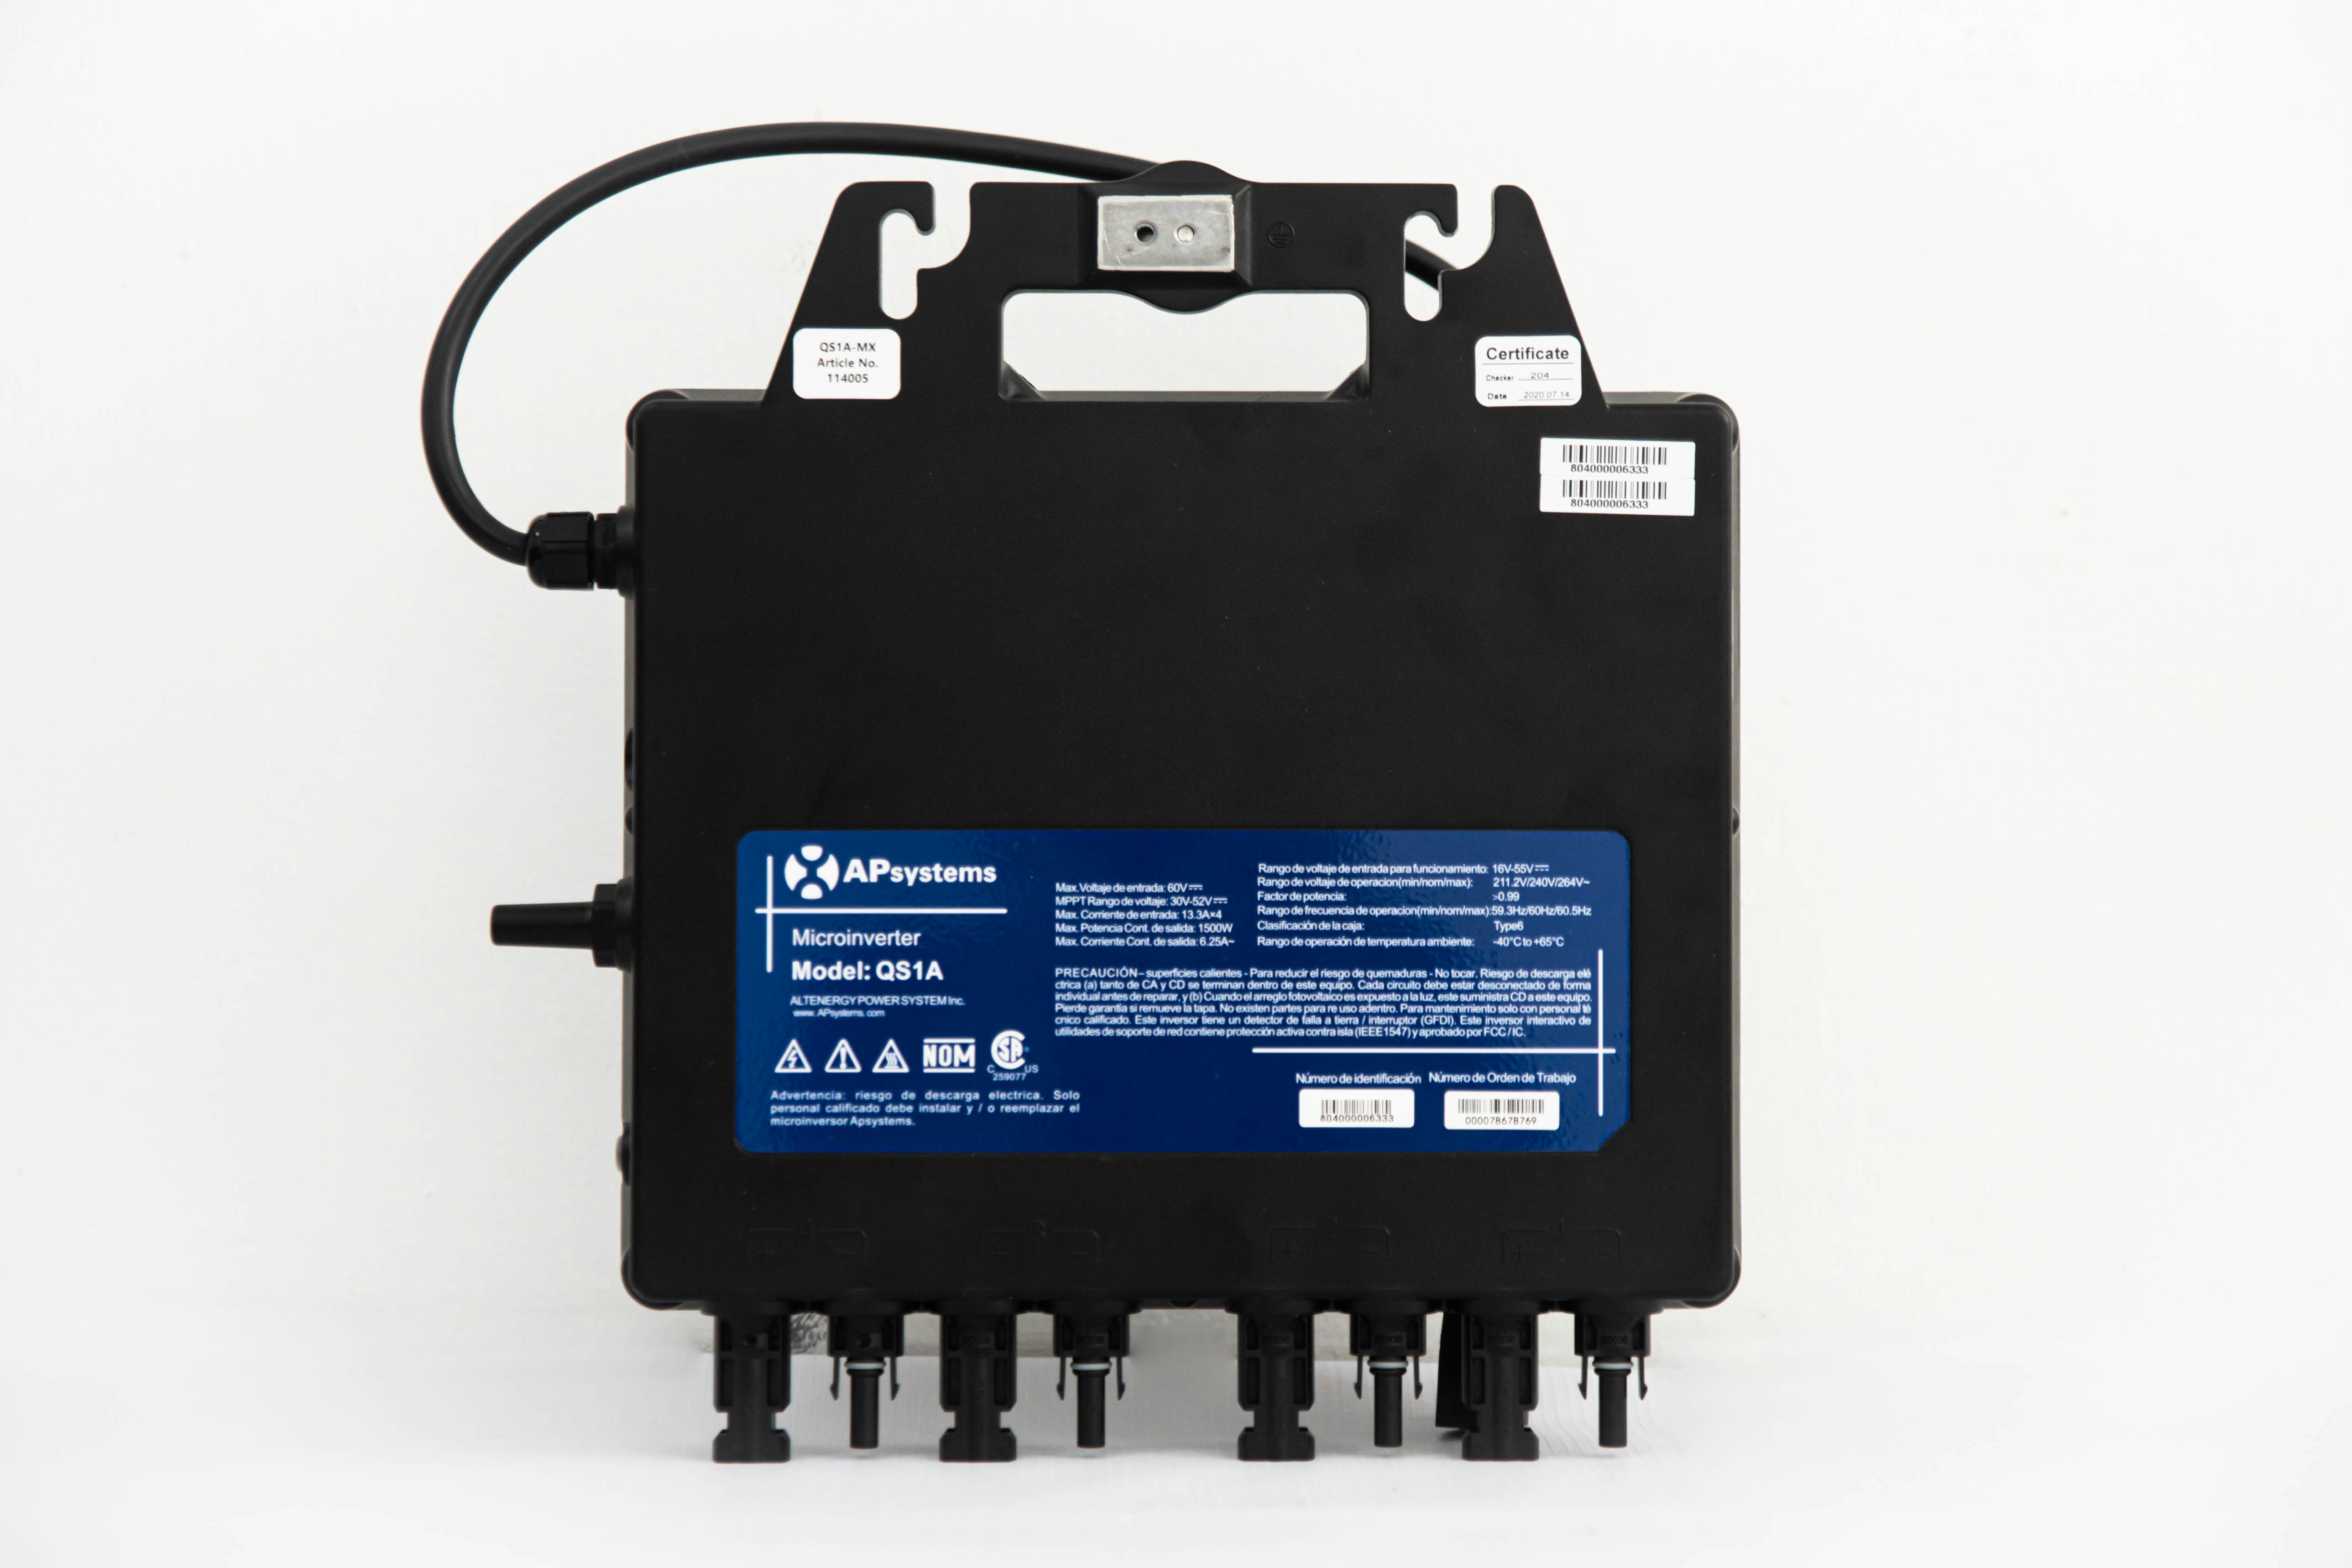 QS1A-MX
Article No.
114005
Certificate
Checker 204
Date 2020.07.14
804000006333
804000006333
APsystems
Microinverter
Model: QS1A
ALTENERGY POWER SYSTEM Inc.
www. APsystems. com
NOM
C US
259077
Advertencia: riesgo de descarga electrica. Solo
personal calificado debe instalar y / o reemplazar el
microinversor Apsystems.
Max. Voltaje de entrada: 60V
MPPT Rango de voltaje: 30V-52V
Max. Corriente de entrada: 13.3A×4
Max. Potencia Cont. de salida: 1500W
Max. Corriente Cont. de salida: 6.25A~
Rango de voltaje de entrada para funcionamiento: 16V-55V
Rango de voltaje de operacion(min/nom/max): 211.2V/240V/264V~
Factor de potencia: >0.99
Rango de frecuencia de operacion(min/nom/max):59.3Hz/60Hz/60.5Hz
Clasificación de la caja: Type6
Rango de operación de temperatura ambiente: -40°C to +65°C
PRECAUCIÓN– superficies calientes - Para reducir el riesgo de quemaduras - No tocar. Riesgo de descarga elé
ctrica (a) tanto de CA y CD se terminan dentro de este equipo. Cada circuito debe estar desconectado de forma
individual antes de reparar, y (b) Cuando el arreglo fotovoltaico es expuesto a la luz, este suministra CD a este equipo.
Pierde garantía si remueve la tapa. No existen partes para re uso adentro. Para mantenimiento solo con personal té
cnico calificado. Este inversor tiene un detector de falla a tierra / interruptor (GFDI). Este inversor interactivo de
utilidades de soporte de red contiene protección activa contra isla (IEEE1547) y aprobado por FCC / IC.
Número de identificación Número de Orden de Trabajo
804000006333 00007867B769